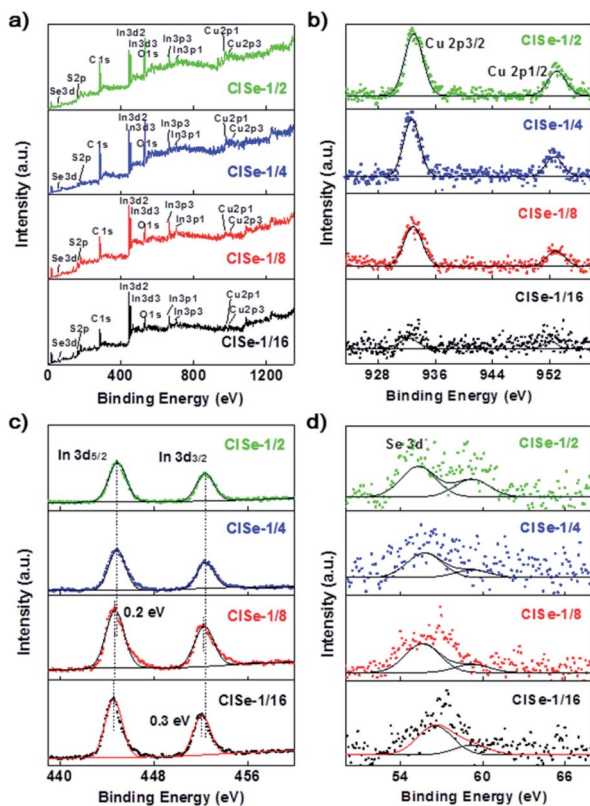 a)
In3d2
In3d3
O1s
In3p3
In3p1
Cu2p1
Cu2p3
C1s
S2p
Se3d
CISe-1/2
In3d2
In3d3
O1s
In3p3
In3p1
Cu2p1
Cu2p3
C1s
S2p
Se3d
CISe-1/4
In3d2
In3d3
O1s
In3p3
In3p1
Cu2p1
Cu2p3
C1s
S2p
Se3d
CISe-1/8
In3d2
In3d3
O1s
In3p1
In3p3
Cu2p1
Cu2p3
C1s
S2p
Se3d
CISe-1/16
Intensity (a.u.)
0 400 800 1200
Binding Energy (eV)
b)
Cu 2p3/2
CISe-1/2
Cu 2p1/2
CISe-1/4
CISe-1/8
CISe-1/16
Intensity (a.u.)
928 936 944 952
Binding Energy (eV)
c)
In 3d5/2
In 3d3/2
CISe-1/2
CISe-1/4
CISe-1/8
0.2 eV
CISe-1/16
0.3 eV
Intensity (a.u.)
440 448 456
Binding Energy (eV)
d)
Se 3d
CISe-1/2
CISe-1/4
CISe-1/8
CISe-1/16
Intensity (a.u.)
54 60 66
Binding Energy (eV)